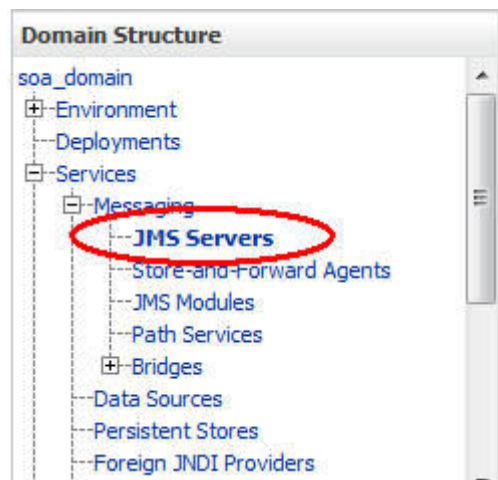 Domain Structure
soa_domain
Environment
Deployments
Services
Messaging
JMS Servers
Store-and-Forward Agents
JMS Modules
Path Services
Bridges
Data Sources
Persistent Stores
Foreign JNDI Providers